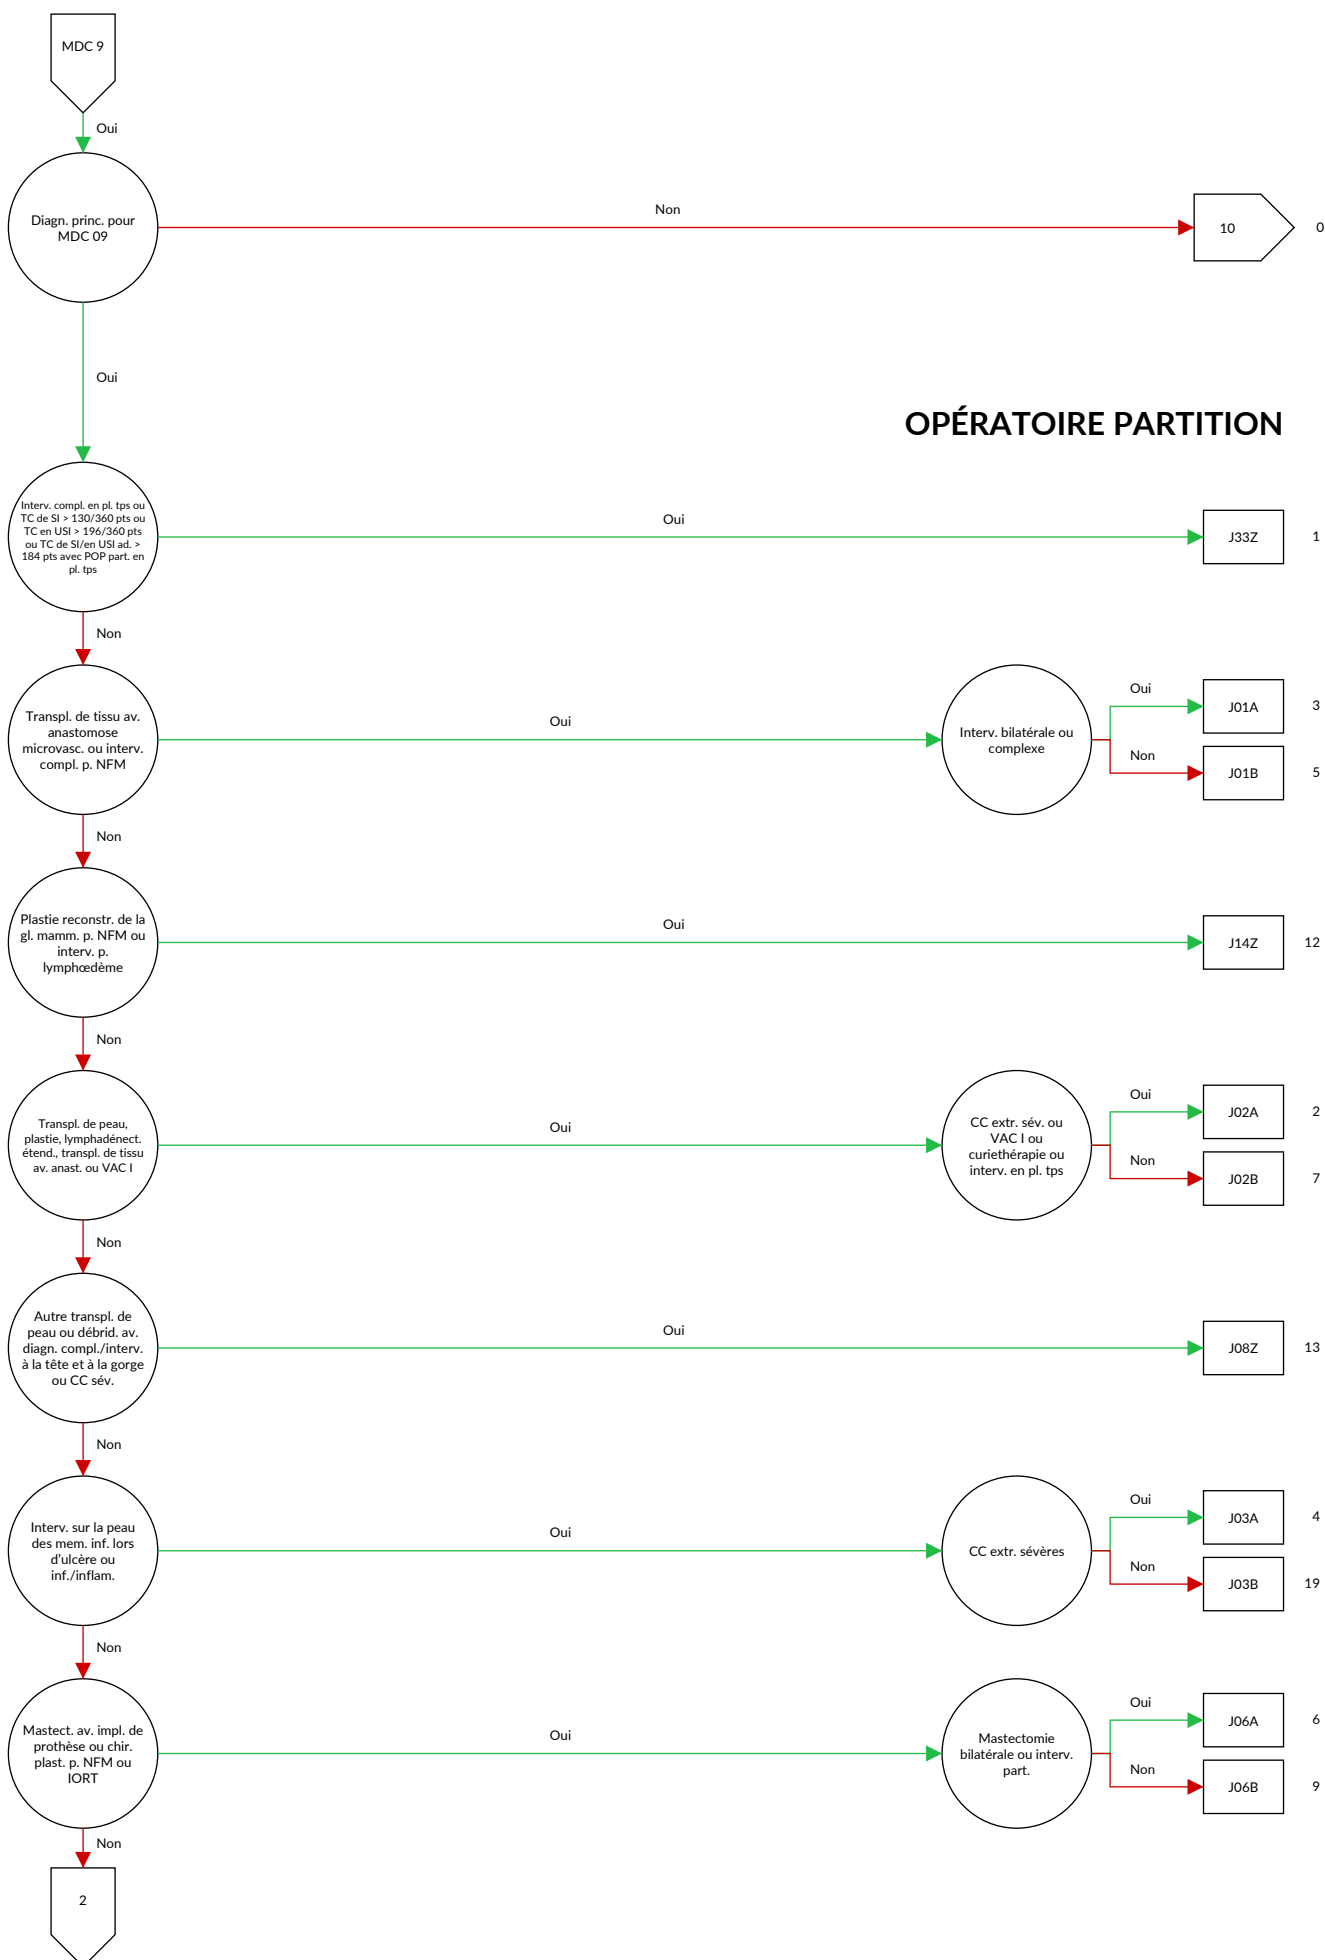 MDC 9
Oui
Diagn. princ. pour
MDC 09
Non
10
0
Oui
OPÉRATOIRE PARTITION
Interv. compl. en pl. tps ou
TC de SI > 130/360 pts ou
TC en USI > 196/360 pts
ou TC de SI/en USI ad. >
184 pts avec POP part. en
pl. tps
Oui
J33Z
1
Non
Transpl. de tissu av.
anastomose
microvasc. ou interv.
compl. p. NFM
Oui
Interv. bilatérale ou
complexe
Oui
J01A
3
Non
J01B
5
Non
Plastie reconstr. de la
gl. mamm. p. NFM ou
interv. p.
lymphœdème
Oui
J14Z
12
Non
Transpl. de peau,
plastie, lymphadénect.
étend., transpl. de tissu
av. anast. ou VAC I
Oui
CC extr. sév. ou
VAC I ou
curiethérapie ou
interv. en pl. tps
Oui
J02A
2
Non
J02B
7
Non
Autre transpl. de
peau ou débrid. av.
diagn. compl./interv.
à la tête et à la gorge
ou CC sév.
Oui
J08Z
13
Non
Interv. sur la peau
des mem. inf. lors
d'ulcère ou
inf./inflam.
Oui
CC extr. sévères
Oui
J03A
4
Non
J03B
19
Non
Mastect. av. impl. de
prothèse ou chir.
plast. p. NFM ou
IORT
Oui
Mastectomie
bilatérale ou interv.
part.
Oui
J06A
6
Non
J06B
9
Non
2